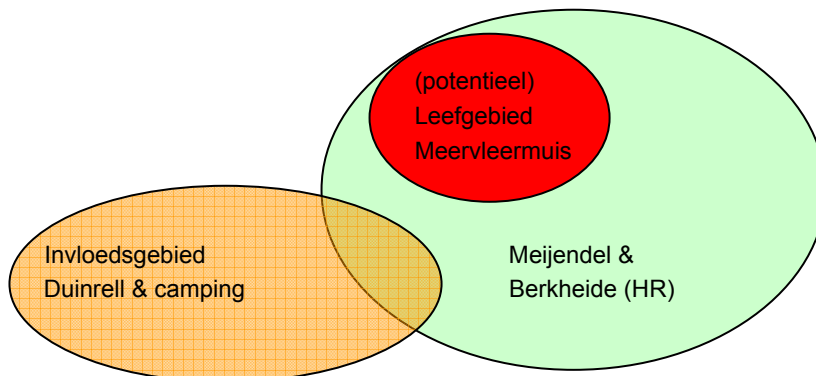 (potentieel)
Leefgebied
Meervleermuis
Invloedsgebied
Duinrell & camping
Meijendel &
Berkheide (HR)